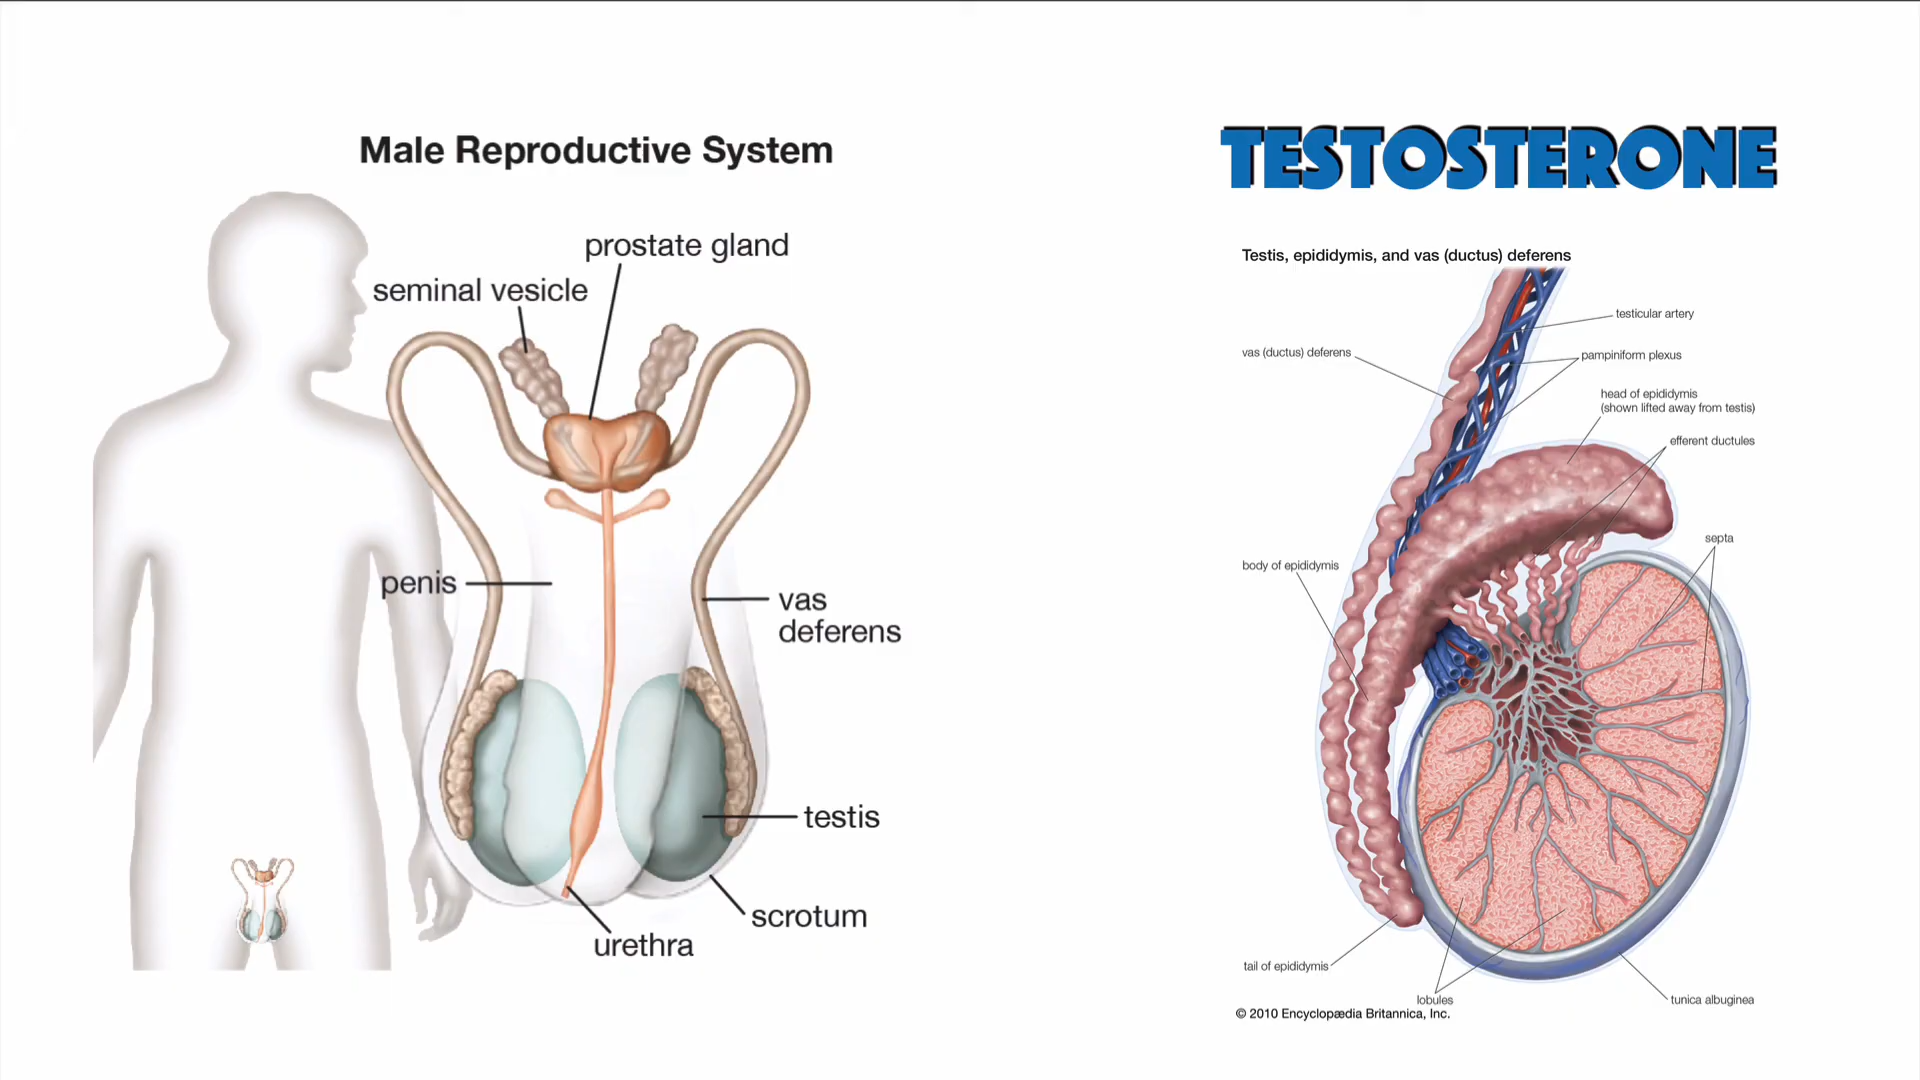 Male Reproductive System
prostate gland
seminal vesicle
penis
vas
deferens
testis
scrotum
urethra
TESTOSTERONE
Testis, epididymis, and vas (ductus) deferens
testicular artery
vas (ductus) deferens
pampiniform plexus
head of epididymis
(shown lifted away from testis)
efferent ductules
septa
body of epididymis
tail of epididymis
lobules
tunica albuginea
© 2010 Encyclopædia Britannica, Inc.